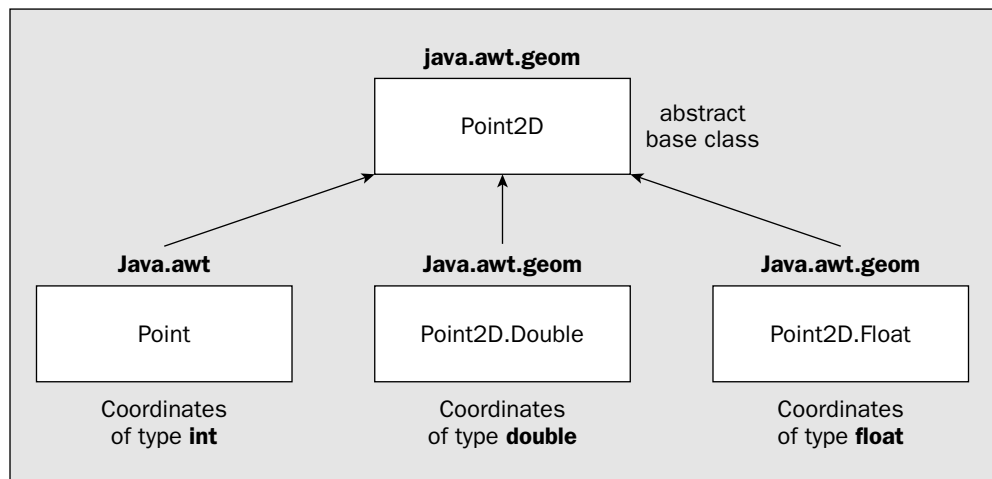 java.awt.geom
Point2D
abstract
base class
Java.awt
Java.awt.geom
Java.awt.geom
Point
Point2D.Double
Point2D.Float
Coordinates
of type int
Coordinates
of type double
Coordinates
of type float